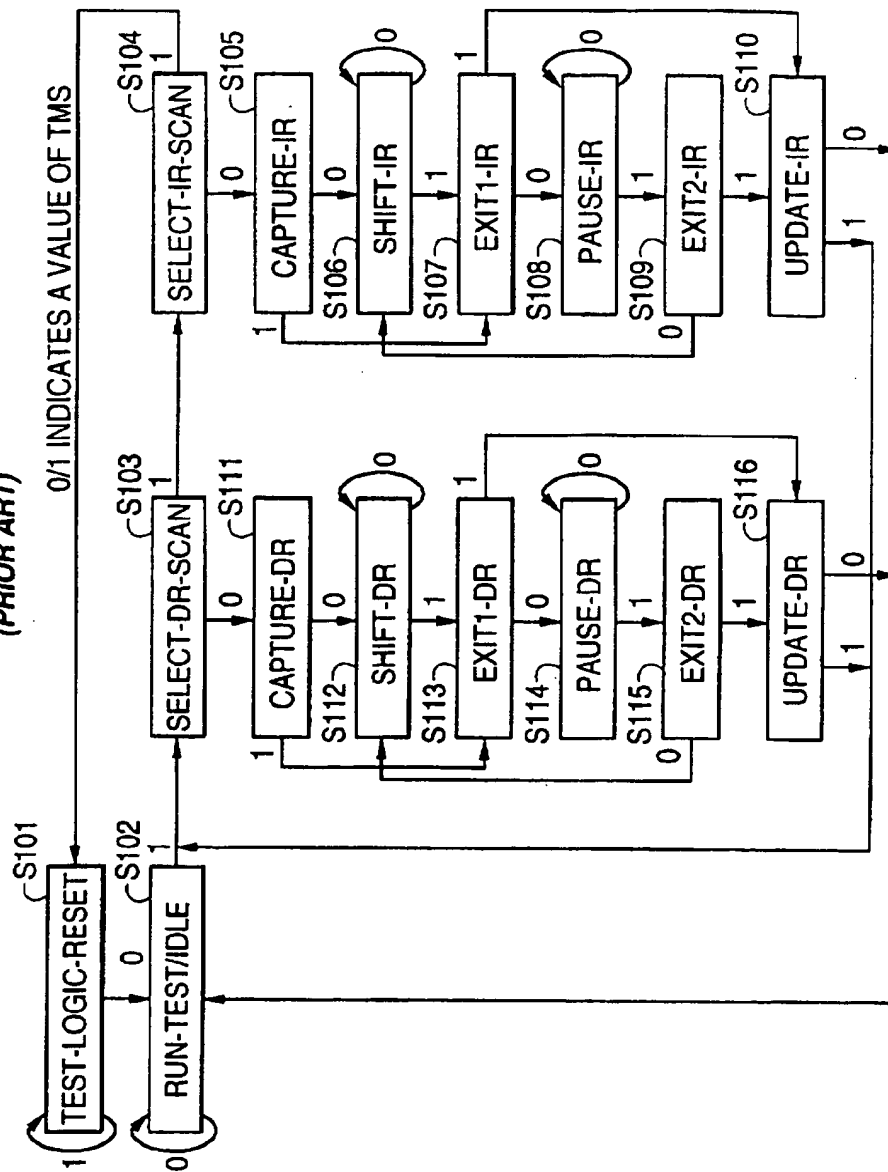 (PRIOR ART)
0/1 INDICATES A VALUE OF TMS
S101
TEST-LOGIC-RESET
1
0
S102
RUN-TEST/IDLE
0
1
S103
SELECT-DR-SCAN
1
0
S104
SELECT-IR-SCAN
1
0
S111
CAPTURE-DR
1
0
S112
SHIFT-DR
0
1
S113
EXIT1-DR
1
0
S114
PAUSE-DR
0
1
S115
EXIT2-DR
0
1
S116
UPDATE-DR
1
0
S105
CAPTURE-IR
1
0
S106
SHIFT-IR
0
1
S107
EXIT1-IR
1
0
S108
PAUSE-IR
0
1
S109
EXIT2-IR
0
1
S110
UPDATE-IR
1
0